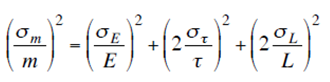 (σ_m / m)² = (σ_E / E)² + (2 σ_τ / τ)² + (2 σ_L / L)²